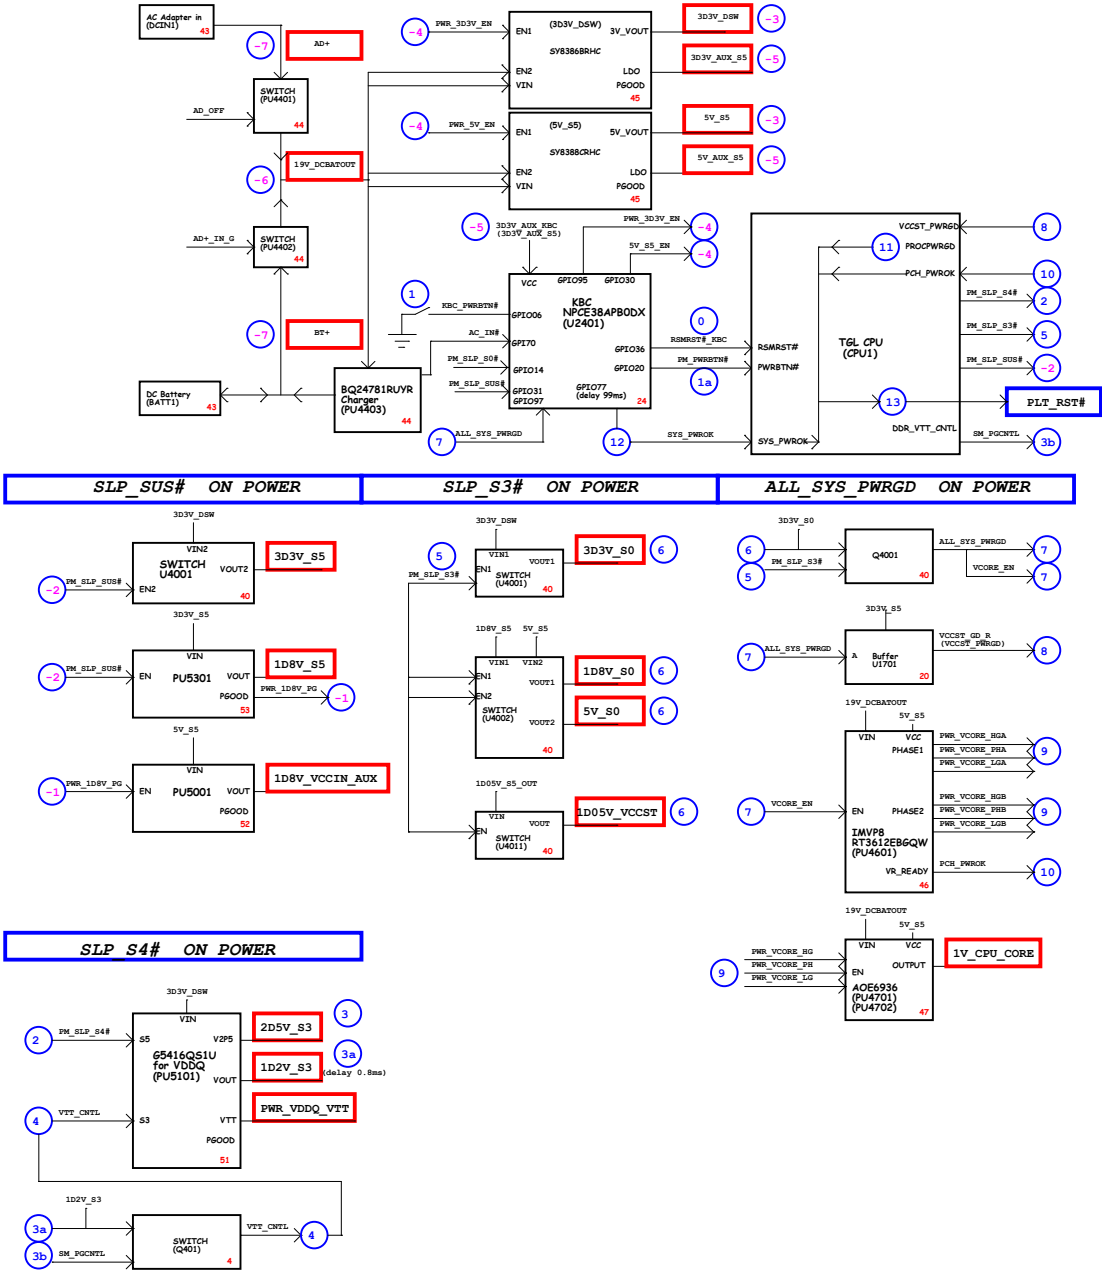 AC Adapter in
(DCIN1)
43
-7
AD+
SWITCH
(PU4401)
44
AD_OFF
-6
19V_DCBATOUT
AD+_IN_G
SWITCH
(PU4402)
44
-7
BT+
DC Battery
(BATT1)
43
BQ24781RUYR
Charger
(PU4403)
44
-4
PWR_3D3V_EN
EN1
(3D3V_DSW)
3V_VOUT
SY8386BRHC
EN2
LDO
VIN
PGOOD
45
3D3V_DSW
-3
3D3V_AUX_S5
-5
-4
PWR_5V_EN
EN1
(5V_S5)
5V_VOUT
SY8388CRHC
EN2
LDO
VIN
PGOOD
45
5V_S5
-3
5V_AUX_S5
-5
-5
3D3V_AUX_KBC
(3D3V_AUX_S5)
PWR_3D3V_EN
-4
5V_S5_EN
-4
VCC
GPIO95
GPIO30
KBC
NPCE38APB0DX
(U2401)
1
KBC_PWRBTN#
GPIO06
AC_IN#
GPI70
PM_SLP_S0#
GPIO14
PM_SLP_SUS#
GPIO31
GPIO97
GPIO36
GPIO20
GPIO77
(delay 99ms)
24
7
ALL_SYS_PWRGD
0
RSMRST#_KBC
PM_PWRBTN#
1a
12
SYS_PWROK
RSMRST#
PWRBTN#
SYS_PWROK
TGL CPU
(CPU1)
VCCST_PWRGD
8
11
PROCPWRGD
PCH_PWROK
10
PM_SLP_S4#
2
PM_SLP_S3#
5
PM_SLP_SUS#
-2
13
PLT_RST#
DDR_VTT_CNTL
SM_PGCNTL
3b
SLP_SUS# ON POWER
SLP_S3# ON POWER
ALL_SYS_PWRGD ON POWER
3D3V_DSW
VIN2
SWITCH
U4001
VOUT2
3D3V_S5
-2
PM_SLP_SUS#
EN2
40
3D3V_S5
VIN
-2
PM_SLP_SUS#
EN
PU5301
VOUT
1D8V_S5
PGOOD
PWR_1D8V_PG
-1
53
5V_S5
VIN
-1
PWR_1D8V_PG
EN
PU5001
VOUT
1D8V_VCCIN_AUX
PGOOD
52
3D3V_DSW
5
PM_SLP_S3#
VIN1
EN1
VOUT1
3D3V_S0
6
SWITCH
(U4001)
40
1D8V_S5
5V_S5
VIN1
VIN2
EN1
VOUT1
1D8V_S0
6
EN2
SWITCH
(U4002)
VOUT2
5V_S0
6
40
1D05V_S5_OUT
VIN
VOUT
1D05V_VCCST
6
EN
SWITCH
(U4011)
40
3D3V_S0
6
PM_SLP_S3#
5
Q4001
40
ALL_SYS_PWRGD
7
VCORE_EN
7
3D3V_S5
7
ALL_SYS_PWRGD
A
Buffer
U1701
20
VCCST_GD_R
(VCCST_PWRGD)
8
19V_DCBATOUT
5V_S5
VIN
VCC
PHASE1
PWR_VCORE_HGA
PWR_VCORE_PHA
9
PWR_VCORE_LGA
7
VCORE_EN
EN
PHASE2
PWR_VCORE_HGB
PWR_VCORE_PHB
9
PWR_VCORE_LGB
IMVP8
RT3612EBGQW
(PU4601)
VR_READY
PCH_PWROK
10
46
19V_DCBATOUT
5V_S5
VIN
VCC
OUTPUT
1V_CPU_CORE
PWR_VCORE_HG
PWR_VCORE_PH
9
PWR_VCORE_LG
EN
AOE6936
(PU4701)
(PU4702)
47
SLP_S4# ON POWER
3D3V_DSW
VIN
2
PM_SLP_S4#
S5
V2P5
2D5V_S3
3
G5416QS1U
for VDDQ
(PU5101)
VOUT
1D2V_S3
3a
(delay 0.8ms)
4
VTT_CNTL
S3
VTT
PWR_VDDQ_VTT
PGOOD
51
1D2V_S3
3a
3b
SM_PGCNTL
SWITCH
(Q401)
4
VTT_CNTL
4